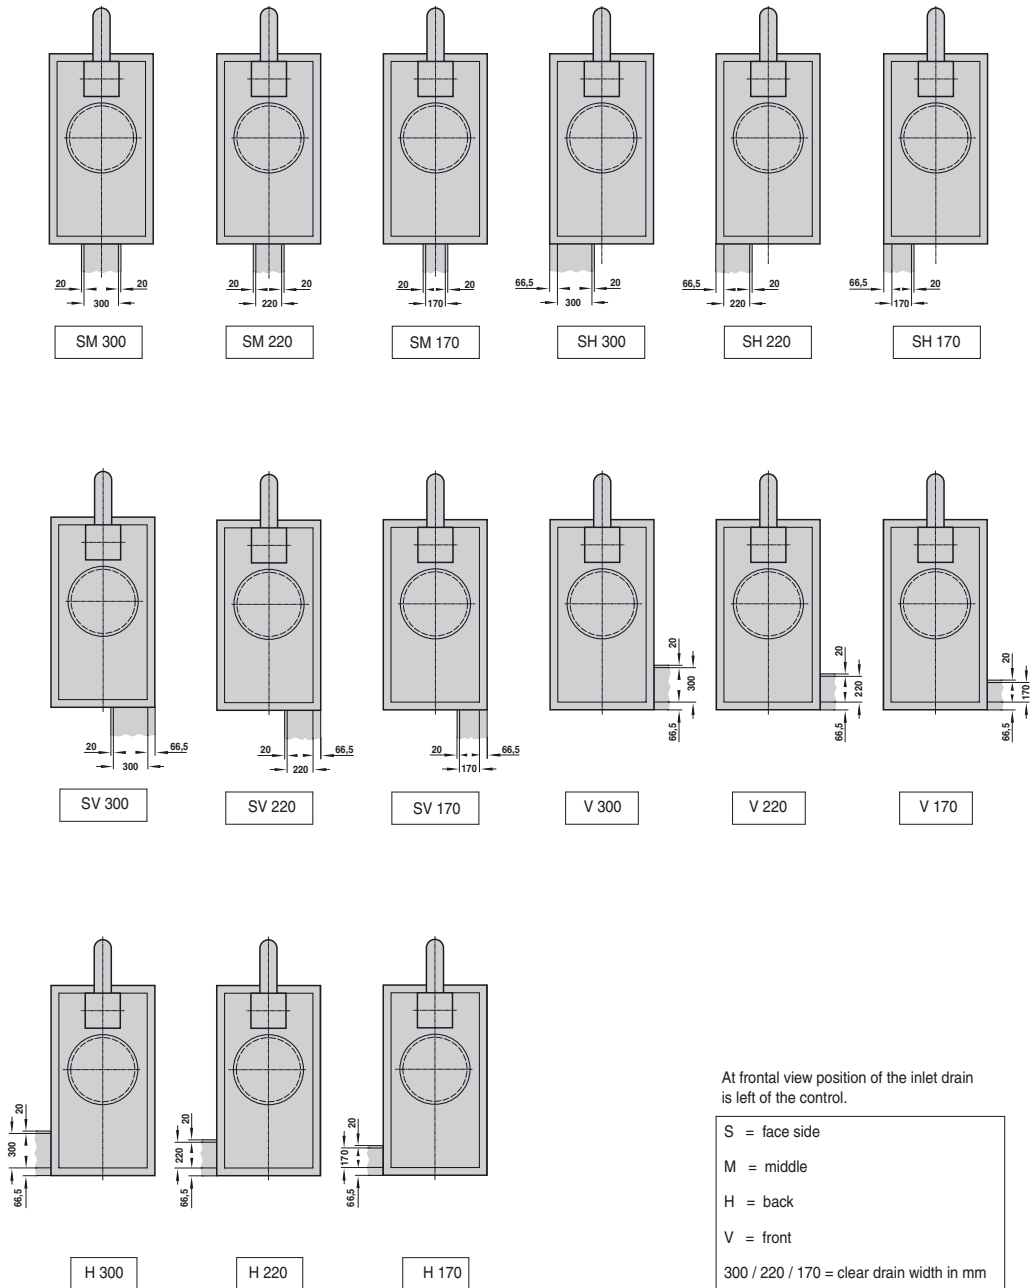 20 300 20 20 220 20 20 170 20 66,5 300 20 66,5 220 20 66,5 170 20
SM 300 SM 220 SM 170 SH 300 SH 220 SH 170
20 300 66,5 20 220 66,5 20 170 66,5 20 300 66,5 20 220 66,5 20 170 66,5
SV 300 SV 220 SV 170 V 300 V 220 V 170
20 300 66,5 20 220 66,5 20 170 66,5
H 300 H 220 H 170
At frontal view position of the inlet drain
is left of the control.
S = face side
M = middle
H = back
V = front
300 / 220 / 170 = clear drain width in mm